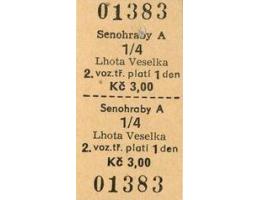 01383
Senohraby A
1/4
Lhota Veselka
2. voz.tř. platí 1 den
Kč 3,00
Senohraby A
1/4
Lhota Veselka
2. voz.tř. platí 1 den
Kč 3,00
01383